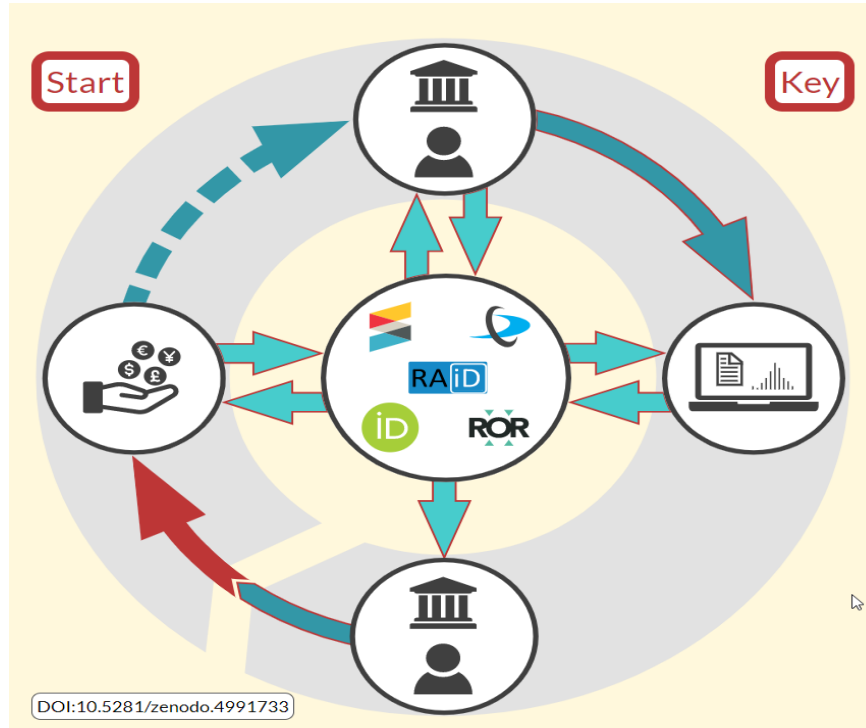 Start
Key
€
¥
$
£
RAiD
iD
ROR
DOI:10.5281/zenodo.4991733